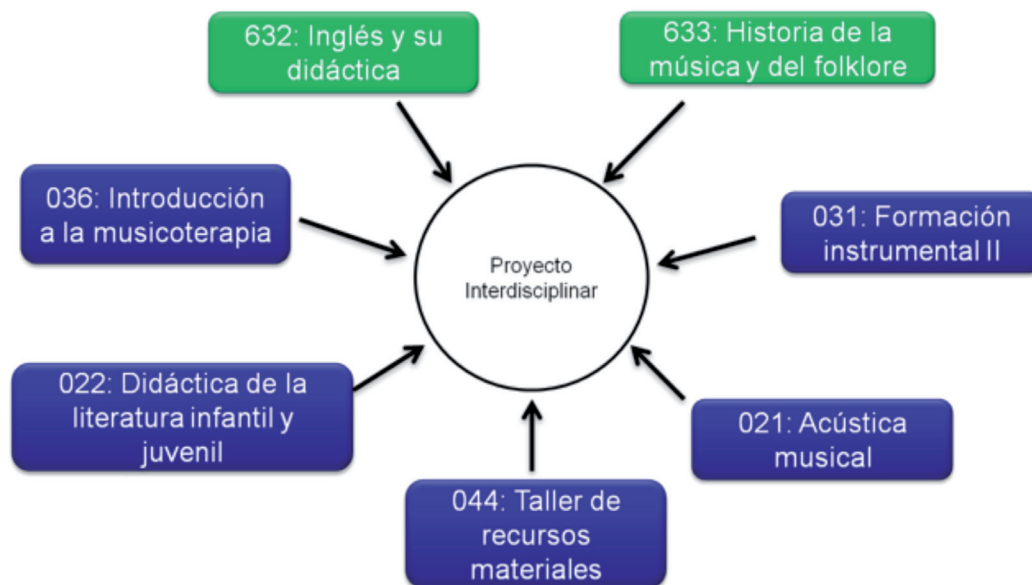 632: Inglés y su
didáctica
633: Historia de la
música y del folklore
036: Introducción
a la musicoterapia
031: Formación
instrumental II
Proyecto
Interdisciplinar
022: Didáctica de la
literatura infantil y
juvenil
021: Acústica
musical
044: Taller de
recursos
materiales